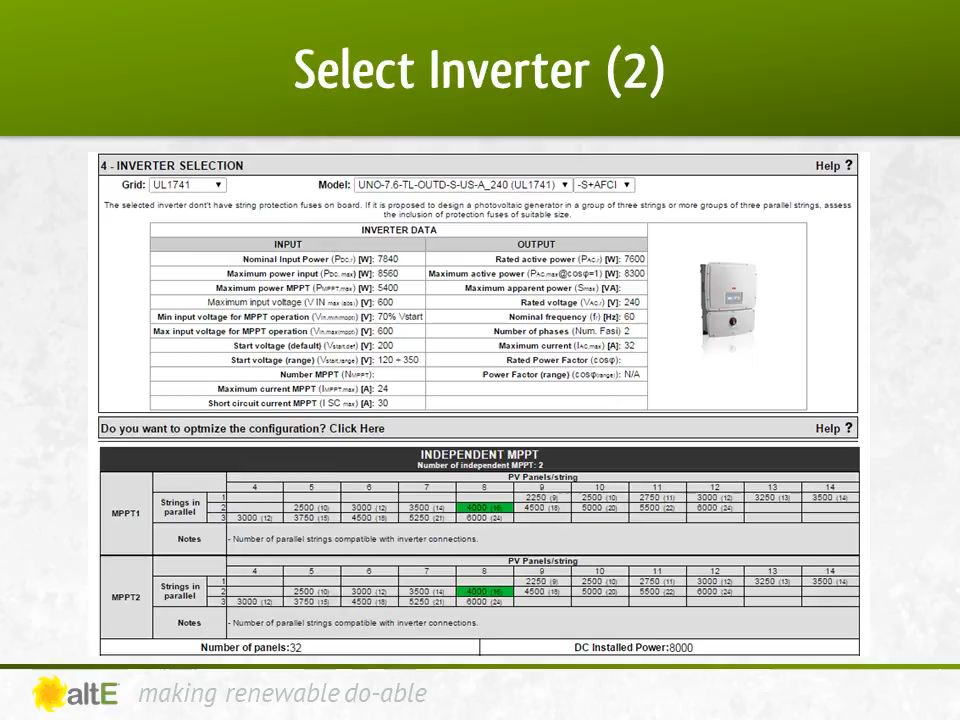 Select Inverter (2)
4 - INVERTER SELECTION Help ?
Grid: UL1741 ▼ Model: UNO-7.6-TL-OUTD-S-US-A_240 (UL1741) ▼ -S+AFCI ▼
The selected inverter don't have string protection fuses on board. If it is proposed to design a photovoltaic generator in a group of three strings or more groups of three parallel strings, assess
the inclusion of protection fuses of suitable size.
INVERTER DATA
INPUT OUTPUT
Nominal Input Power (PDC,r) [W]: 7840 Rated active power (PAC,r) [W]: 7600
Maximum power input (PDC, max) [W]: 8560 Maximum active power (PAC,max@cosφ=1) [W]: 8300
Maximum power MPPT (PMPPT,max) [W]: 5400 Maximum apparent power (Smax) [VA]:
Maximum input voltage (V IN max (abs)) [V]: 600 Rated voltage (VAC,r) [V]: 240
Min input voltage for MPPT operation (Vin,min(mppt)) [V]: 70% Vstart Nominal frequency (fr) [Hz]: 60
Max input voltage for MPPT operation (Vin,max(mppt)) [V]: 600 Number of phases (Num. Fasi) 2
Start voltage (default) (Vstart,def) [V]: 200 Maximum current (IAC,max) [A]: 32
Start voltage (range) (Vstart,range) [V]: 120 ÷ 350 Rated Power Factor (cosφ):
Number MPPT (NMPPT): Power Factor (range) (cosφ(range)): N/A
Maximum current MPPT (IMPPT,max) [A]: 24
Short circuit current MPPT (I SC max) [A]: 30
Do you want to optmize the configuration? Click Here Help ?
INDEPENDENT MPPT
Number of independent MPPT: 2
PV Panels/string
4 5 6 7 8 9 10 11 12 13 14
MPPT1 Strings in parallel
1 2250 (9) 2500 (10) 2750 (11) 3000 (12) 3250 (13) 3500 (14)
2 2500 (10) 3000 (12) 3500 (14) 4000 (16) 4500 (18) 5000 (20) 5500 (22) 6000 (24)
3 3000 (12) 3750 (15) 4500 (18) 5250 (21) 6000 (24)
Notes - Number of parallel strings compatible with inverter connections.
PV Panels/string
4 5 6 7 8 9 10 11 12 13 14
MPPT2 Strings in parallel
1 2250 (9) 2500 (10) 2750 (11) 3000 (12) 3250 (13) 3500 (14)
2 2500 (10) 3000 (12) 3500 (14) 4000 (16) 4500 (18) 5000 (20) 5500 (22) 6000 (24)
3 3000 (12) 3750 (15) 4500 (18) 5250 (21) 6000 (24)
Notes - Number of parallel strings compatible with inverter connections.
Number of panels:32 DC Installed Power:8000
altE making renewable do-able